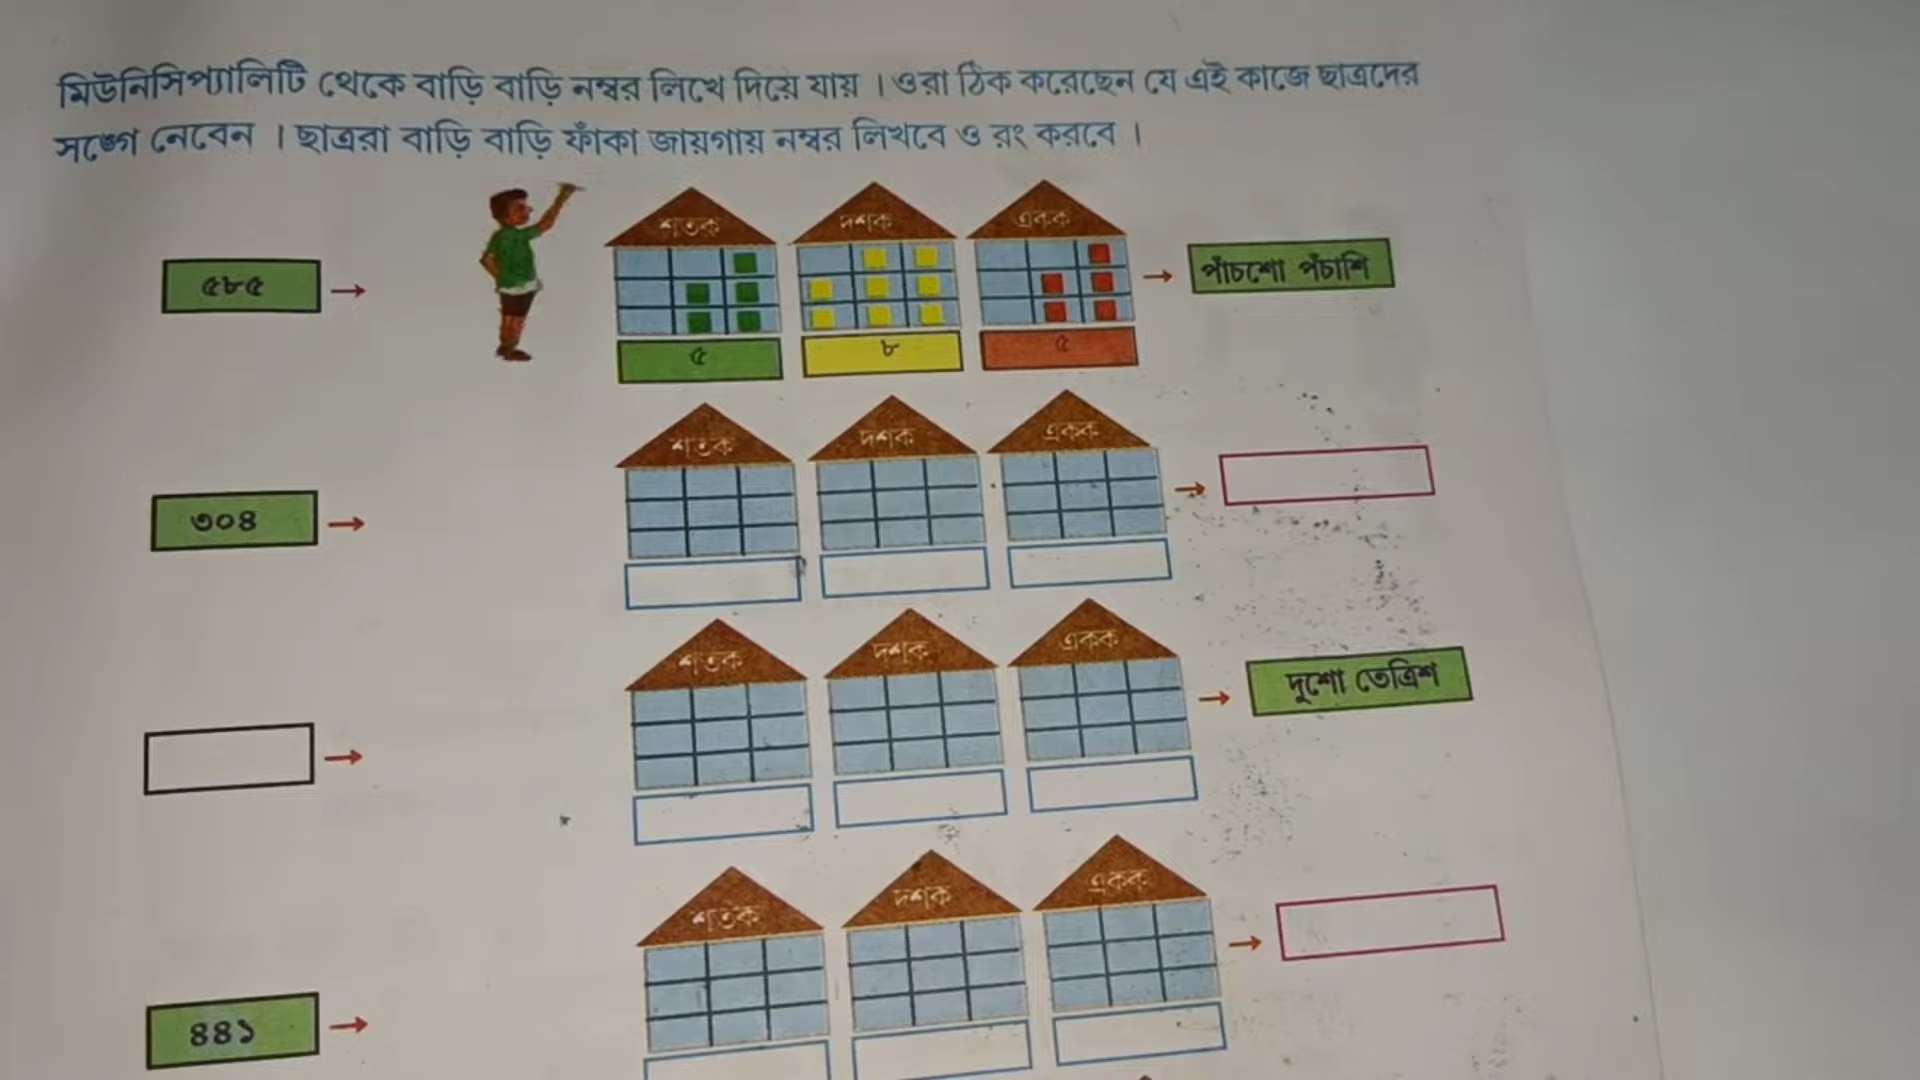 মিউনিসিপ্যালিটি থেকে বাড়ি বাড়ি নম্বর লিখে দিয়ে যায় । ওরা ঠিক করেছেন যে এই কাজে ছাত্রদের
সঙ্গে নেবেন । ছাত্ররা বাড়ি বাড়ি ফাঁকা জায়গায় নম্বর লিখবে ও রং করবে ।
শতক দশক একক
৫৮৫ পাঁচশো পঁচাশি
৫ ৮ ৫
শতক দশক একক
৩০৪
শতক দশক একক
দুশো তেত্রিশ
শতক দশক একক
৪৪১